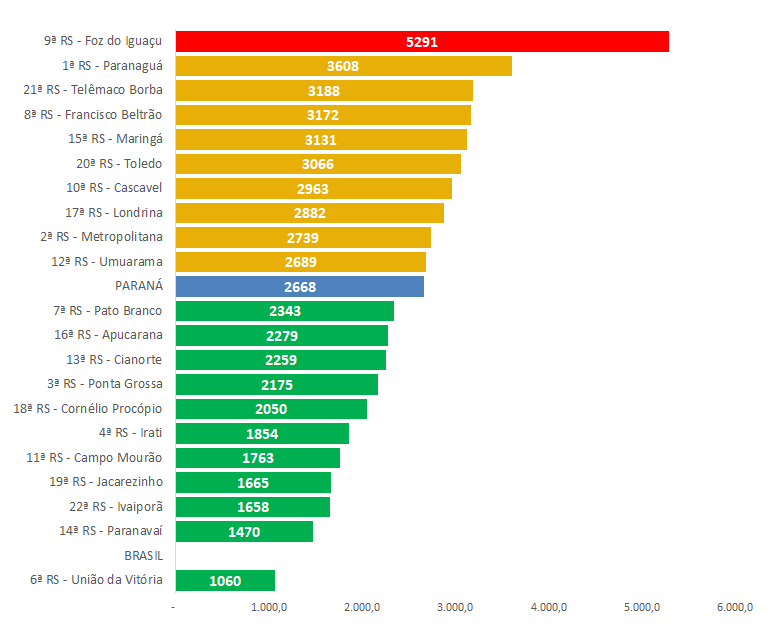 9ª RS - Foz do Iguaçu 5291
1ª RS - Paranaguá 3608
21ª RS - Telêmaco Borba 3188
8ª RS - Francisco Beltrão 3172
15ª RS - Maringá 3131
20ª RS - Toledo 3066
10ª RS - Cascavel 2963
17ª RS - Londrina 2882
2ª RS - Metropolitana 2739
12ª RS - Umuarama 2689
PARANÁ 2668
7ª RS - Pato Branco 2343
16ª RS - Apucarana 2279
13ª RS - Cianorte 2259
3ª RS - Ponta Grossa 2175
18ª RS - Cornélio Procópio 2050
4ª RS - Irati 1854
11ª RS - Campo Mourão 1763
19ª RS - Jacarezinho 1665
22ª RS - Ivaiporã 1658
14ª RS - Paranavaí 1470
BRASIL
6ª RS - União da Vitória 1060
- 1.000,0 2.000,0 3.000,0 4.000,0 5.000,0 6.000,0